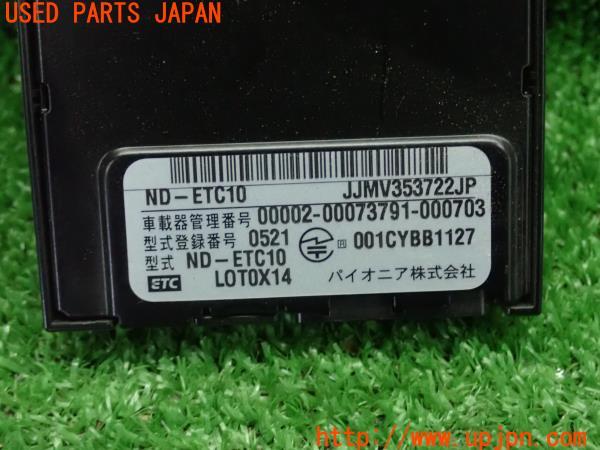 USED PARTS JAPAN
ND-ETC10 JJMV353722JP
車載器管理番号 00002-00073791-000703
型式登録番号 0521 ㊣ 001CYBB1127
型式 ND-ETC10
ETC LOT0X14 パイオニア株式会社
http://www.upjpn.com